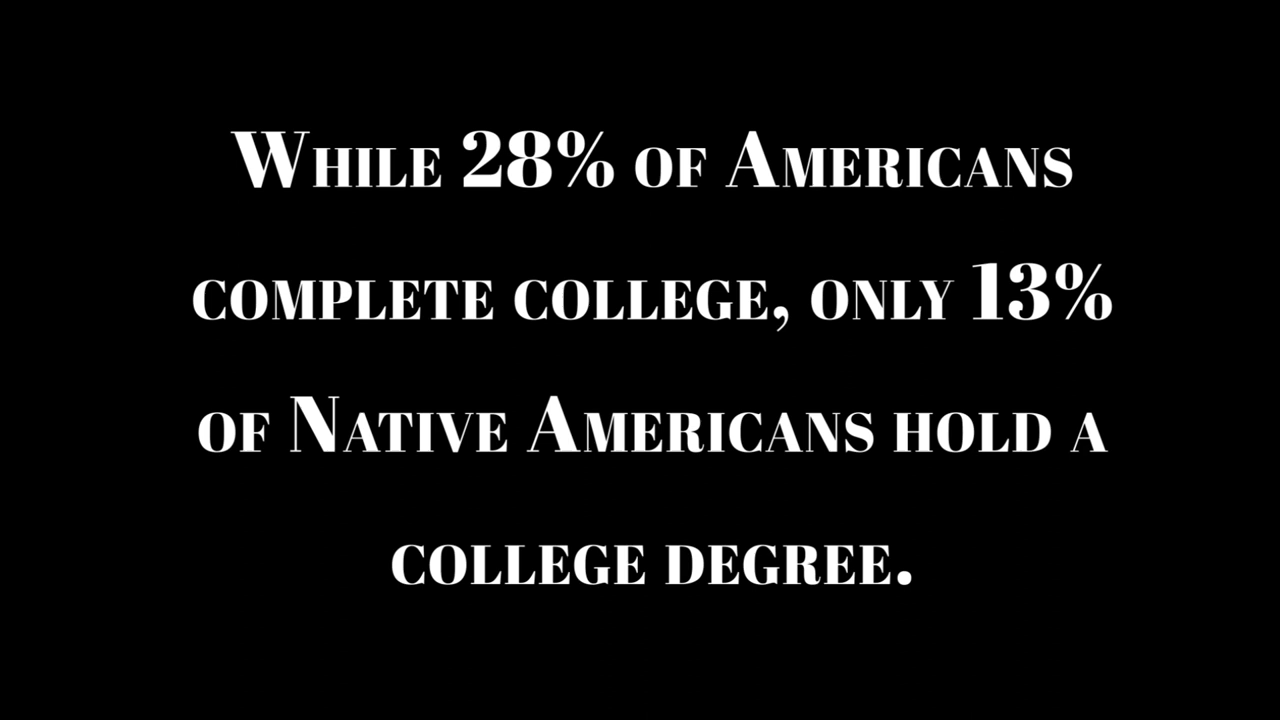 While 28% of Americans
complete college, only 13%
of Native Americans hold a
college degree.